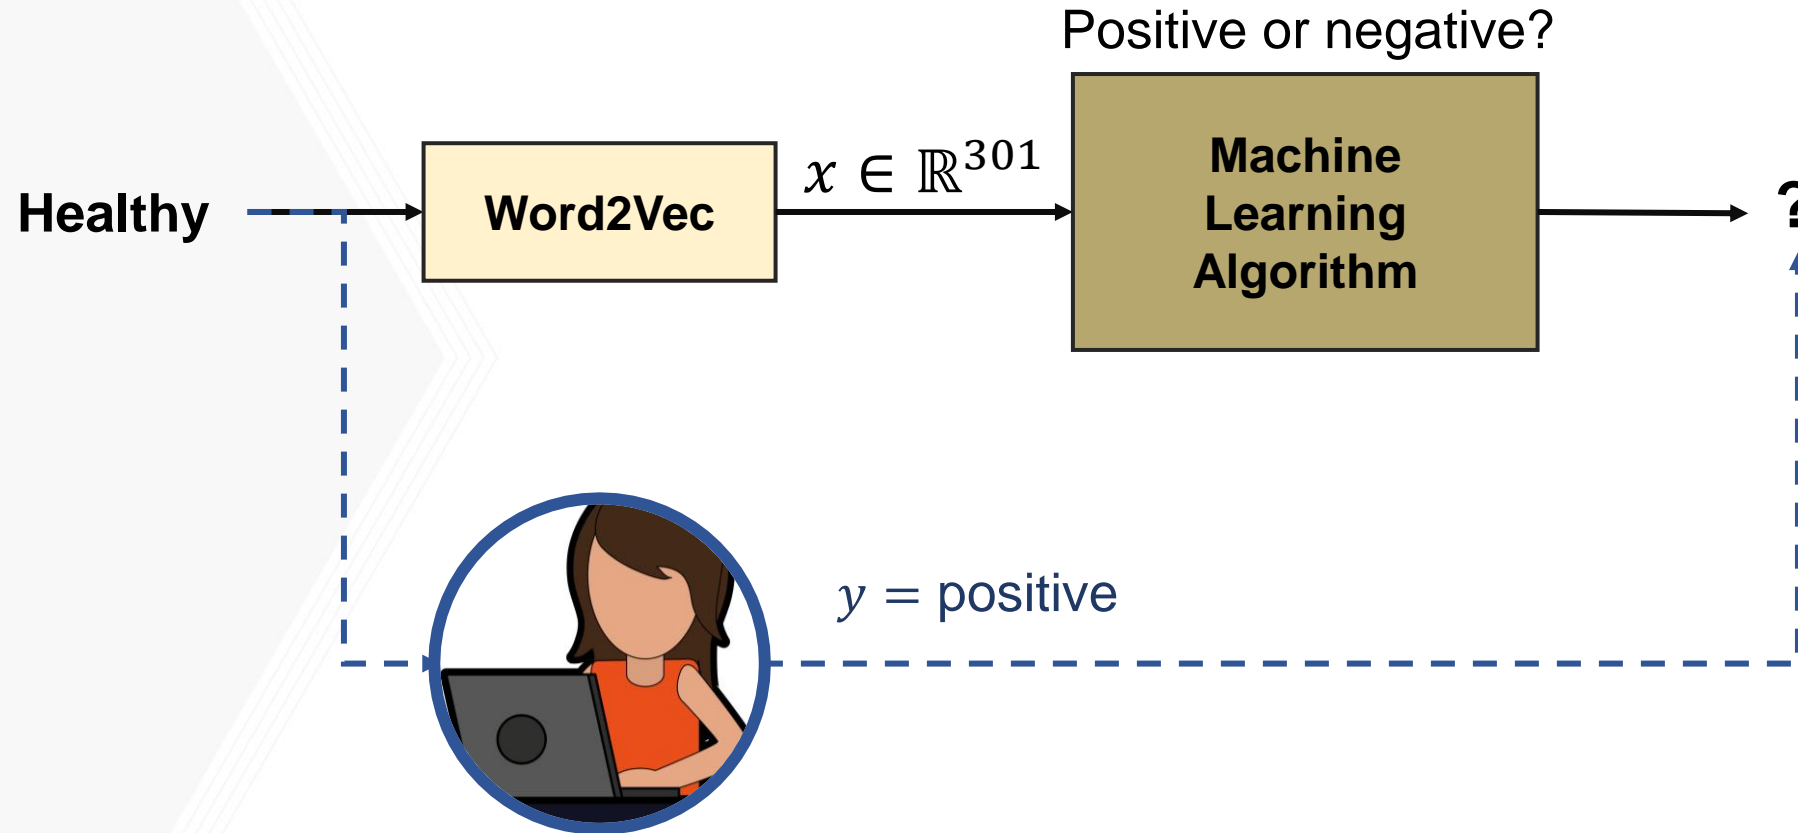 Positive or negative?
Healthy
Word2Vec
𝑥 ∈ ℝ³⁰¹
Machine
Learning
Algorithm
?
𝑦 = positive